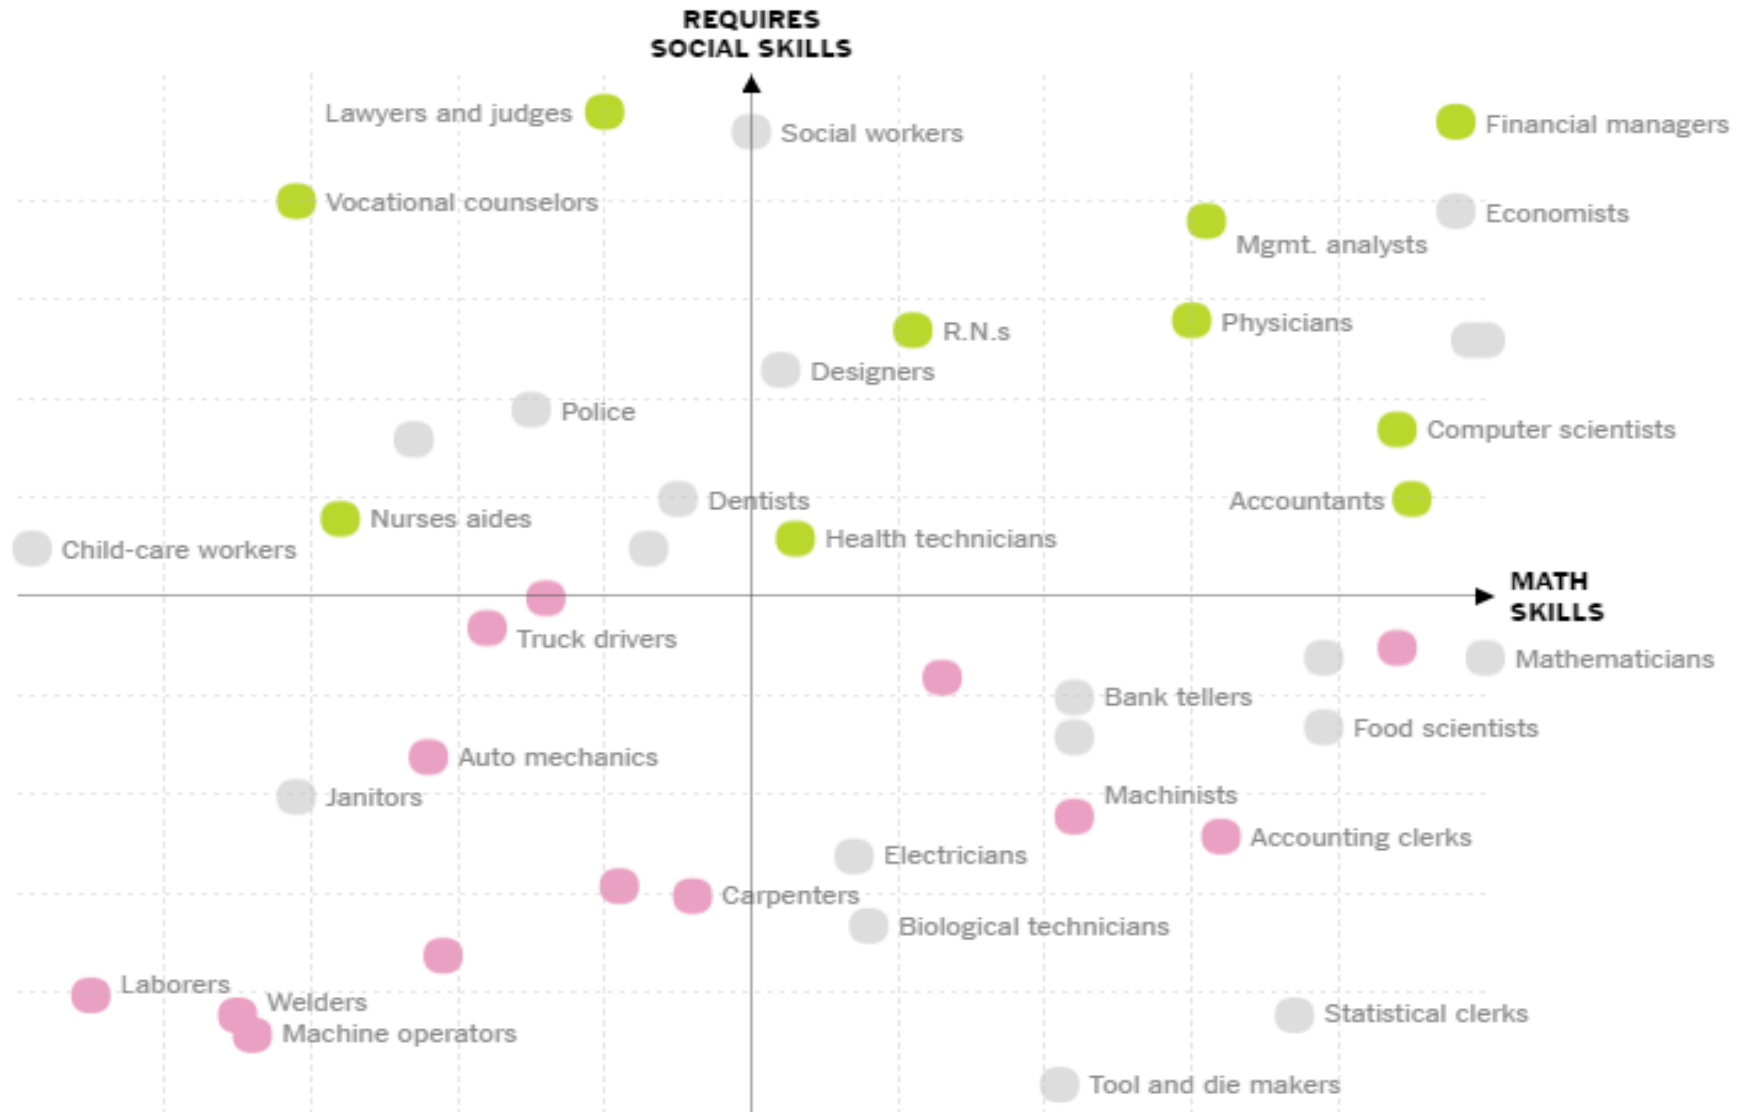 REQUIRES
SOCIAL SKILLS
Lawyers and judges
Social workers
Financial managers
Vocational counselors
Economists
Mgmt. analysts
Physicians
R.N.s
Designers
Police
Computer scientists
Dentists
Accountants
Nurses aides
Health technicians
Child-care workers
MATH
SKILLS
Truck drivers
Mathematicians
Bank tellers
Food scientists
Auto mechanics
Janitors
Machinists
Accounting clerks
Electricians
Carpenters
Biological technicians
Laborers
Welders
Statistical clerks
Machine operators
Tool and die makers